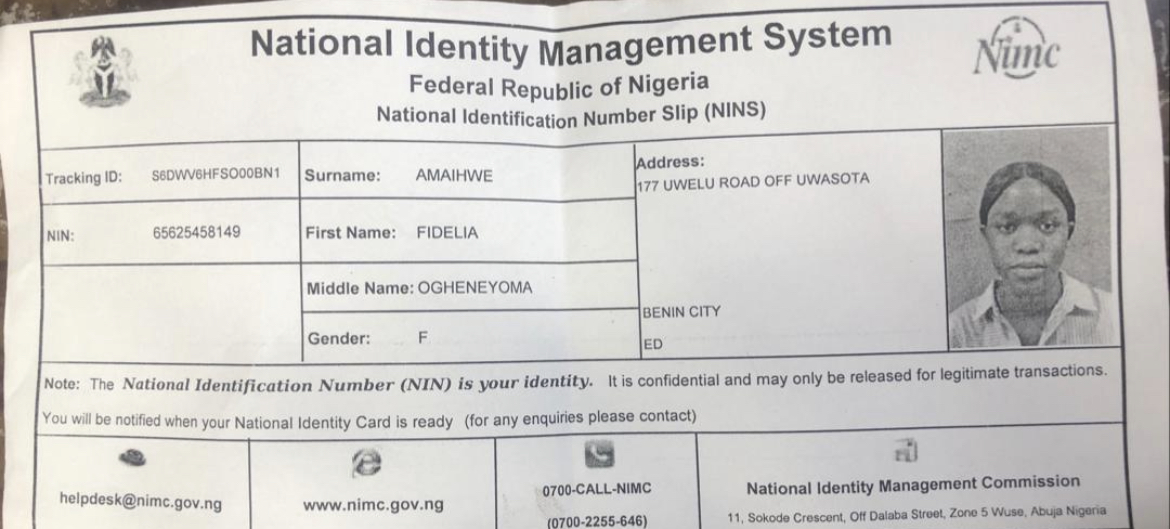 National Identity Management System
Federal Republic of Nigeria
National Identification Number Slip (NINS)
Nimc
Tracking ID: S6DWV6HFSO00BN1
Surname: AMAIHWE
Address:
177 UWELU ROAD OFF UWASOTA
NIN: 65625458149
First Name: FIDELIA
Middle Name: OGHENEYOMA
BENIN CITY
Gender: F
ED
Note: The National Identification Number (NIN) is your identity. It is confidential and may only be released for legitimate transactions.
You will be notified when your National Identity Card is ready (for any enquiries please contact)
helpdesk@nimc.gov.ng
www.nimc.gov.ng
0700-CALL-NIMC
(0700-2255-646)
National Identity Management Commission
11, Sokode Crescent, Off Dalaba Street, Zone 5 Wuse, Abuja Nigeria